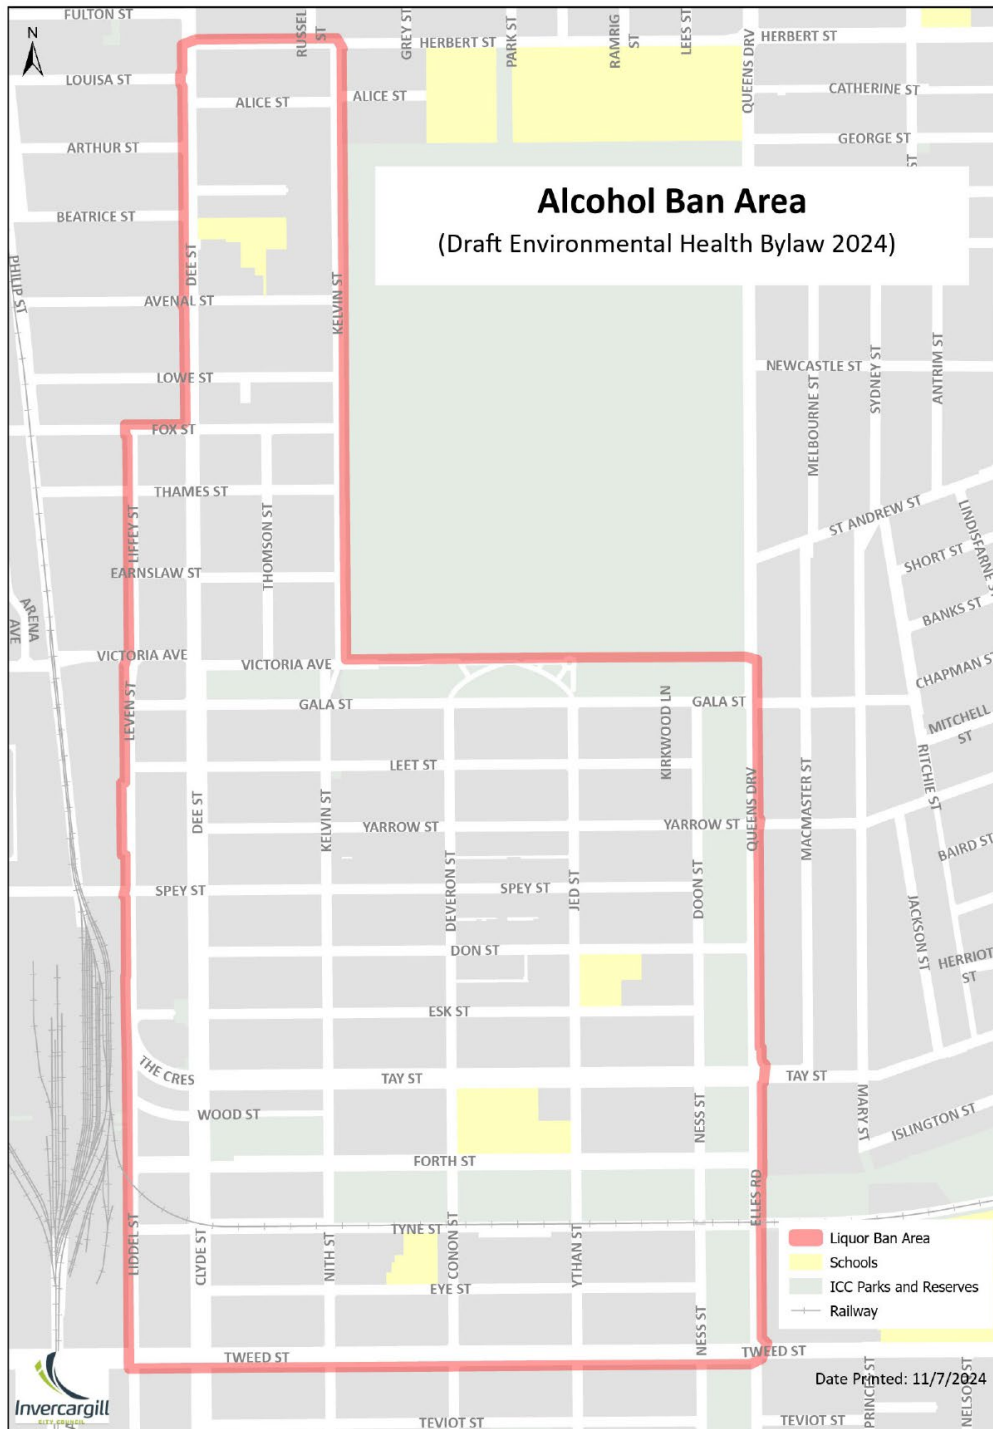 FULTON ST
N
RUSSEL
ST
GREY ST
HERBERT ST
PARK ST
RAMRIG
ST
LEES ST
QUEENS DRV
HERBERT ST
LOUISA ST
ALICE ST
ALICE ST
CATHERINE ST
ARTHUR ST
GEORGE ST
ST
BEATRICE ST
Alcohol Ban Area
(Draft Environmental Health Bylaw 2024)
PHILIP ST
DEE ST
KELVIN ST
AVENAL ST
LOWE ST
NEWCASTLE ST
MELBOURNE ST
SYDNEY ST
ANTRIM ST
FOX ST
THAMES ST
LIFFEY ST
THOMSON ST
ST ANDREW ST
LINDISFARNE S
SHORT ST
EARNSLAW ST
BANKS ST
ARENA
AVE
VICTORIA AVE
VICTORIA AVE
CHAPMAN ST
LEVEN ST
GALA ST
KIRKWOOD LN
GALA ST
MITCHELL
ST
RITCHIE ST
LEET ST
DEE ST
KELVIN ST
YARROW ST
YARROW ST
QUEENS DRV
MACMASTER ST
BAIRD ST
DEVERON ST
SPEY ST
SPEY ST
JED ST
DOON ST
JACKSON ST
DON ST
HERRIOT
ST
ESK ST
THE CRES
TAY ST
TAY ST
WOOD ST
NESS ST
MARY ST
ISLINGTON ST
FORTH ST
ELLES RD
LIDDEL ST
CLYDE ST
NITH ST
TYNE ST
CONON ST
YTHAN ST
EYE ST
NESS ST
Liquor Ban Area
Schools
ICC Parks and Reserves
Railway
TWEED ST
TWEED ST
Date Printed: 11/7/2024
PRINCES ST
NELSON ST
Invercargill
CITY COUNCIL
TEVIOT ST
TEVIOT ST